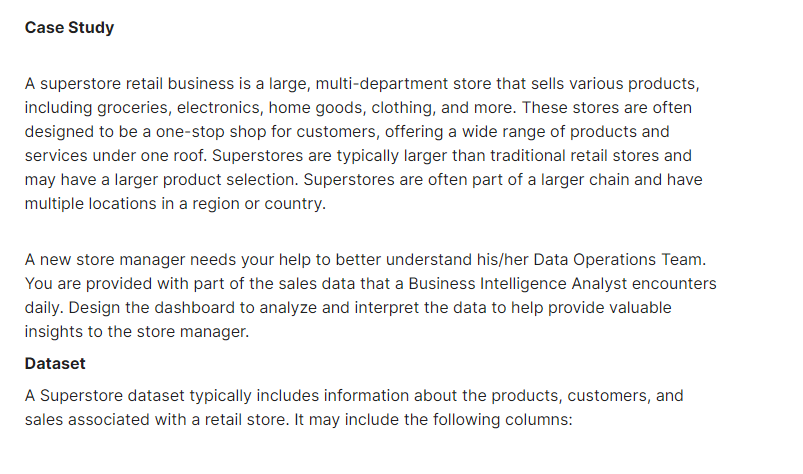 Case Study
A superstore retail business is a large, multi-department store that sells various products,
including groceries, electronics, home goods, clothing, and more. These stores are often
designed to be a one-stop shop for customers, offering a wide range of products and
services under one roof. Superstores are typically larger than traditional retail stores and
may have a larger product selection. Superstores are often part of a larger chain and have
multiple locations in a region or country.
A new store manager needs your help to better understand his/her Data Operations Team.
You are provided with part of the sales data that a Business Intelligence Analyst encounters
daily. Design the dashboard to analyze and interpret the data to help provide valuable
insights to the store manager.
Dataset
A Superstore dataset typically includes information about the products, customers, and
sales associated with a retail store. It may include the following columns: